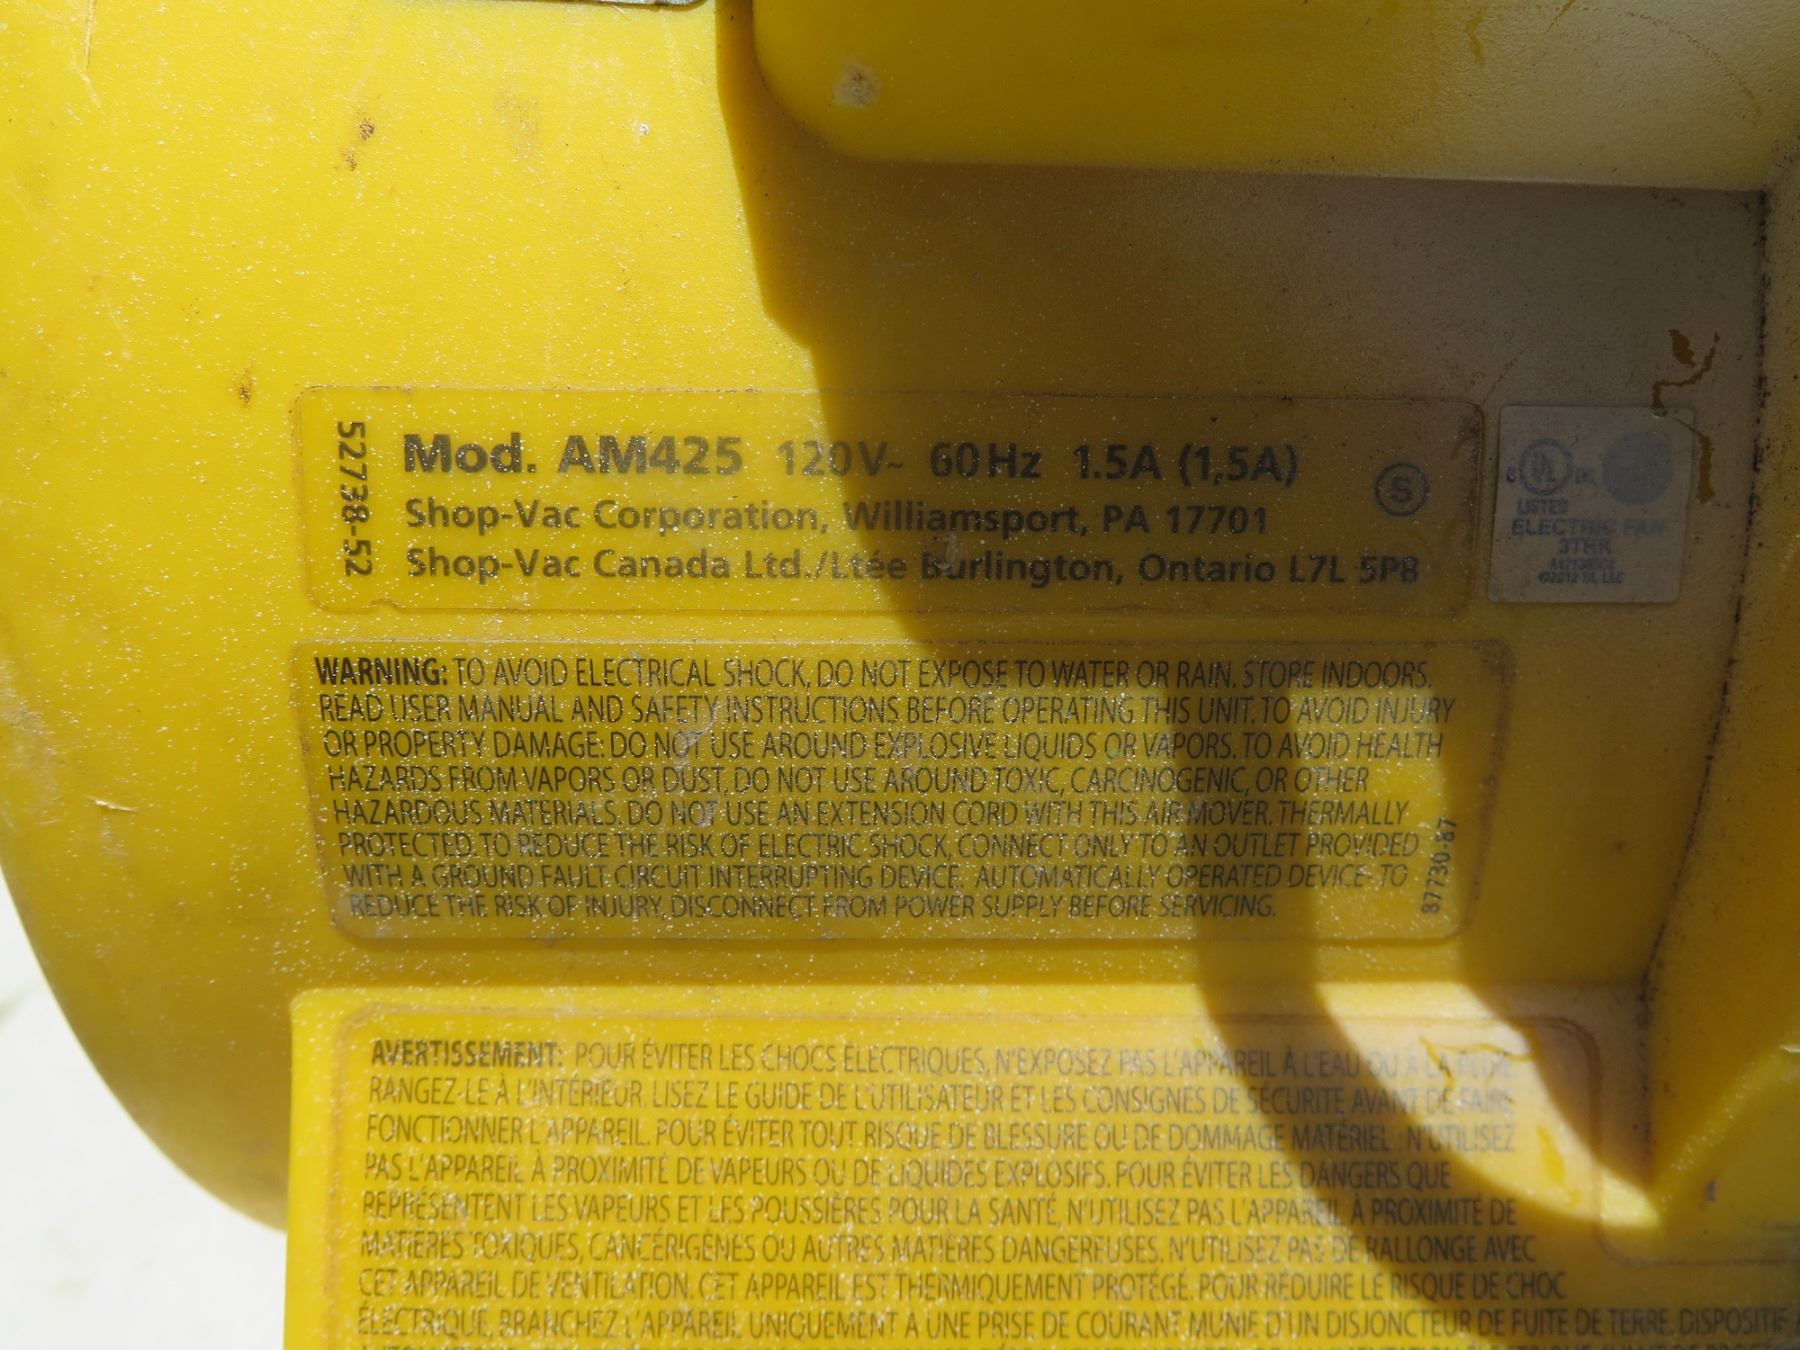 52738-52
Mod. AM425 120V~ 60Hz 1.5A (1,5A)
Shop-Vac Corporation, Williamsport, PA 17701
Shop-Vac Canada Ltd./Ltée Burlington, Ontario L7L 5P8
S
UL
LISTED
ELECTRIC FAN
WARNING: TO AVOID ELECTRICAL SHOCK, DO NOT EXPOSE TO WATER OR RAIN. STORE INDOORS.
READ USER MANUAL AND SAFETY INSTRUCTIONS BEFORE OPERATING THIS UNIT. TO AVOID INJURY
OR PROPERTY DAMAGE: DO NOT USE AROUND EXPLOSIVE LIQUIDS OR VAPORS. TO AVOID HEALTH
HAZARDS FROM VAPORS OR DUST, DO NOT USE AROUND TOXIC, CARCINOGENIC, OR OTHER
HAZARDOUS MATERIALS. DO NOT USE AN EXTENSION CORD WITH THIS AIR MOVER. THERMALLY
PROTECTED. TO REDUCE THE RISK OF ELECTRIC SHOCK, CONNECT ONLY TO AN OUTLET PROVIDED
WITH A GROUND FAULT CIRCUIT INTERRUPTING DEVICE. AUTOMATICALLY OPERATED DEVICE- TO
REDUCE THE RISK OF INJURY, DISCONNECT FROM POWER SUPPLY BEFORE SERVICING.
87730-87
AVERTISSEMENT: POUR ÉVITER LES CHOCS ÉLECTRIQUES, N'EXPOSEZ PAS L'APPAREIL À L'EAU OU À LA PLUIE.
RANGEZ-LE À L'INTÉRIEUR. LISEZ LE GUIDE DE L'UTILISATEUR ET LES CONSIGNES DE SÉCURITÉ AVANT DE FAIRE
FONCTIONNER L'APPAREIL. POUR ÉVITER TOUT RISQUE DE BLESSURE OU DE DOMMAGE MATÉRIEL : N'UTILISEZ
PAS L'APPAREIL À PROXIMITÉ DE VAPEURS OU DE LIQUIDES EXPLOSIFS. POUR ÉVITER LES DANGERS QUE
REPRÉSENTENT LES VAPEURS ET LES POUSSIÈRES POUR LA SANTÉ, N'UTILISEZ PAS L'APPAREIL À PROXIMITÉ DE
MATIÈRES TOXIQUES, CANCÉRIGÈNES OU AUTRES MATIÈRES DANGEREUSES. N'UTILISEZ PAS DE RALLONGE AVEC
CET APPAREIL DE VENTILATION. CET APPAREIL EST THERMIQUEMENT PROTÉGÉ. POUR RÉDUIRE LE RISQUE DE CHOC
ÉLECTRIQUE, BRANCHEZ L'APPAREIL UNIQUEMENT À UNE PRISE DE COURANT MUNIE D'UN DISJONCTEUR DE FUITE DE TERRE. DISPOSITIF